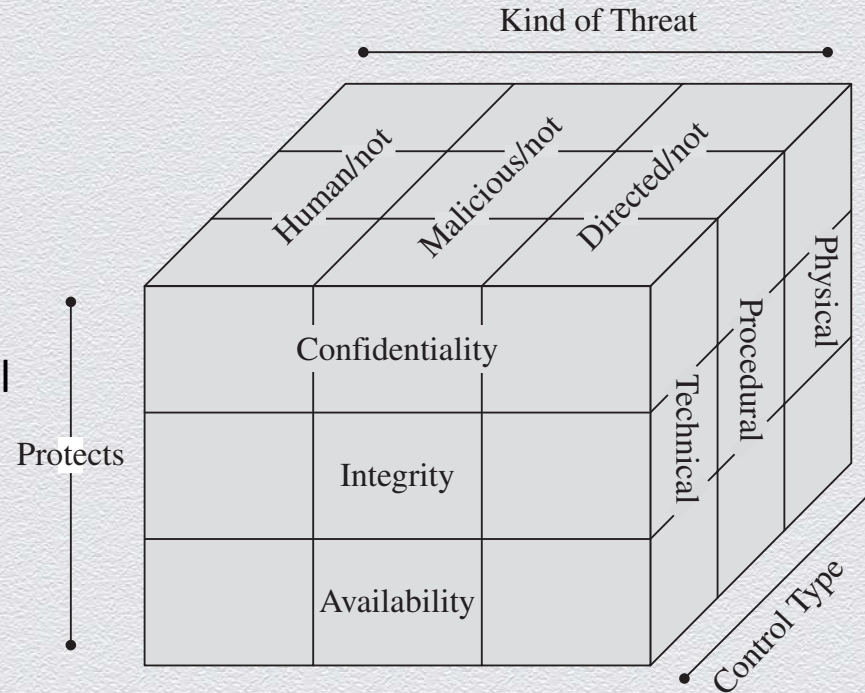 Kind of Threat
Human/not
Malicious/not
Directed/not
Physical
Procedural
Technical
Confidentiality
Protects
Integrity
Availability
Control Type